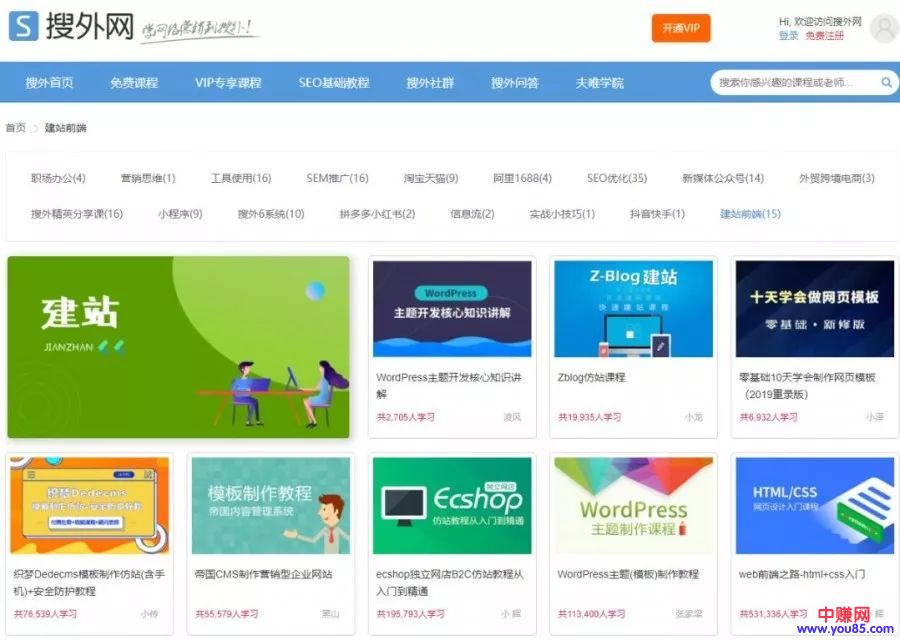 S 搜外网 学网络营销到搜外!
开通VIP
Hi, 欢迎访问搜外网
登录 免费注册
搜外首页 免费课程 VIP专享课程 SEO基础教程 搜外社群 搜外问答 夫唯学院 搜索你感兴趣的课程或老师...
首页 > 建站前端
职场办公(4) 营销思维(1) 工具使用(16) SEM推广(16) 淘宝天猫(9) 阿里1688(4) SEO优化(35) 新媒体公众号(14) 外贸跨境电商(3)
搜外精英分享课(16) 小程序(9) 搜外6系统(10) 拼多多小红书(2) 信息流(2) 实战小技巧(1) 抖音快手(1) 建站前端(15)
建站
JIANZHAN
WordPress
主题开发核心知识讲解
WordPress主题开发核心知识讲
解
共2,705人学习 凌风
Z-Blog建站
快速建站课程
Zblog仿站课程
共19,935人学习 小龙
十天学会做网页模板
零基础·新修版
零基础10天学会制作网页模板
(2019重录版)
共6,932人学习 小泽
织梦Dedecms
织梦Dedecms模板制作仿站(含手
机)+安全防护教程
共76,539人学习 小传
模板制作教程
帝国内容管理系统
帝国CMS制作营销型企业网站
共55,579人学习 黑山
独立网店
Ecshop
仿站教程从入门到精通
ecshop独立网店B2C仿站教程从
入门到精通
共195,793人学习 小辉
WordPress
主题制作课程
WordPress主题(模板)制作教程
共113,400人学习 张家梁
HTML/CSS
网页设计入门课程
web前端之路-html+css入门
共531,336人学习
中赚网
www.you85.com